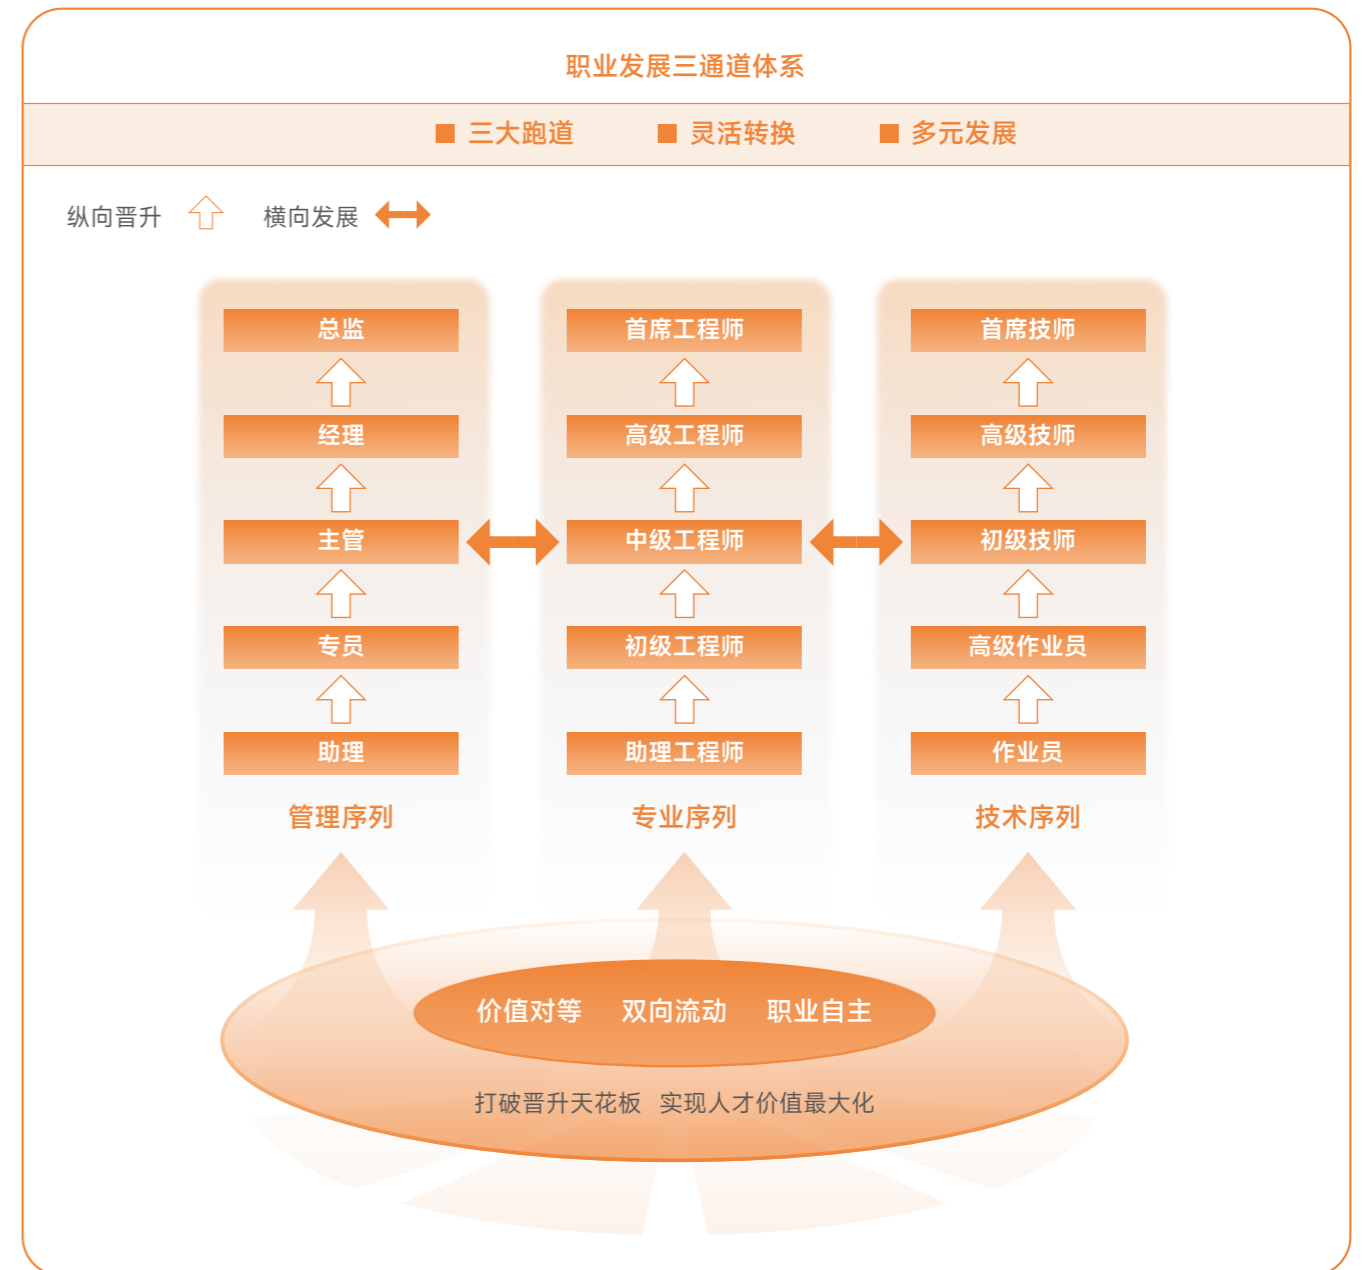 职业发展三通道体系
三大跑道 灵活转换 多元发展
纵向晋升 横向发展
总监 首席工程师 首席技师
经理 高级工程师 高级技师
主管 中级工程师 初级技师
专员 初级工程师 高级作业员
助理 助理工程师 作业员
管理序列 专业序列 技术序列
价值对等 双向流动 职业自主
打破晋升天花板 实现人才价值最大化